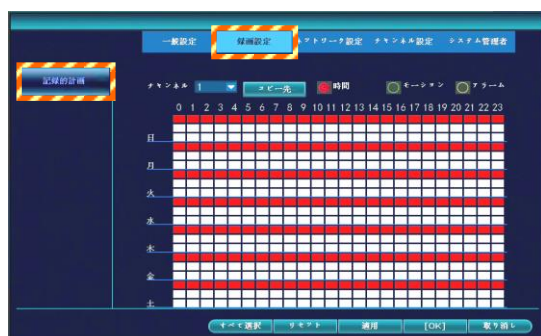 一般設定 録画設定 ネットワーク設定 チャンネル設定 システム管理者
記録的計画
チャンネル 1 コピー先 時間 モーション アラーム
0 1 2 3 4 5 6 7 8 9 10 11 12 13 14 15 16 17 18 19 20 21 22 23
日
月
火
水
木
金
土
すべて選択 リセット 適用 [OK] 取り消し